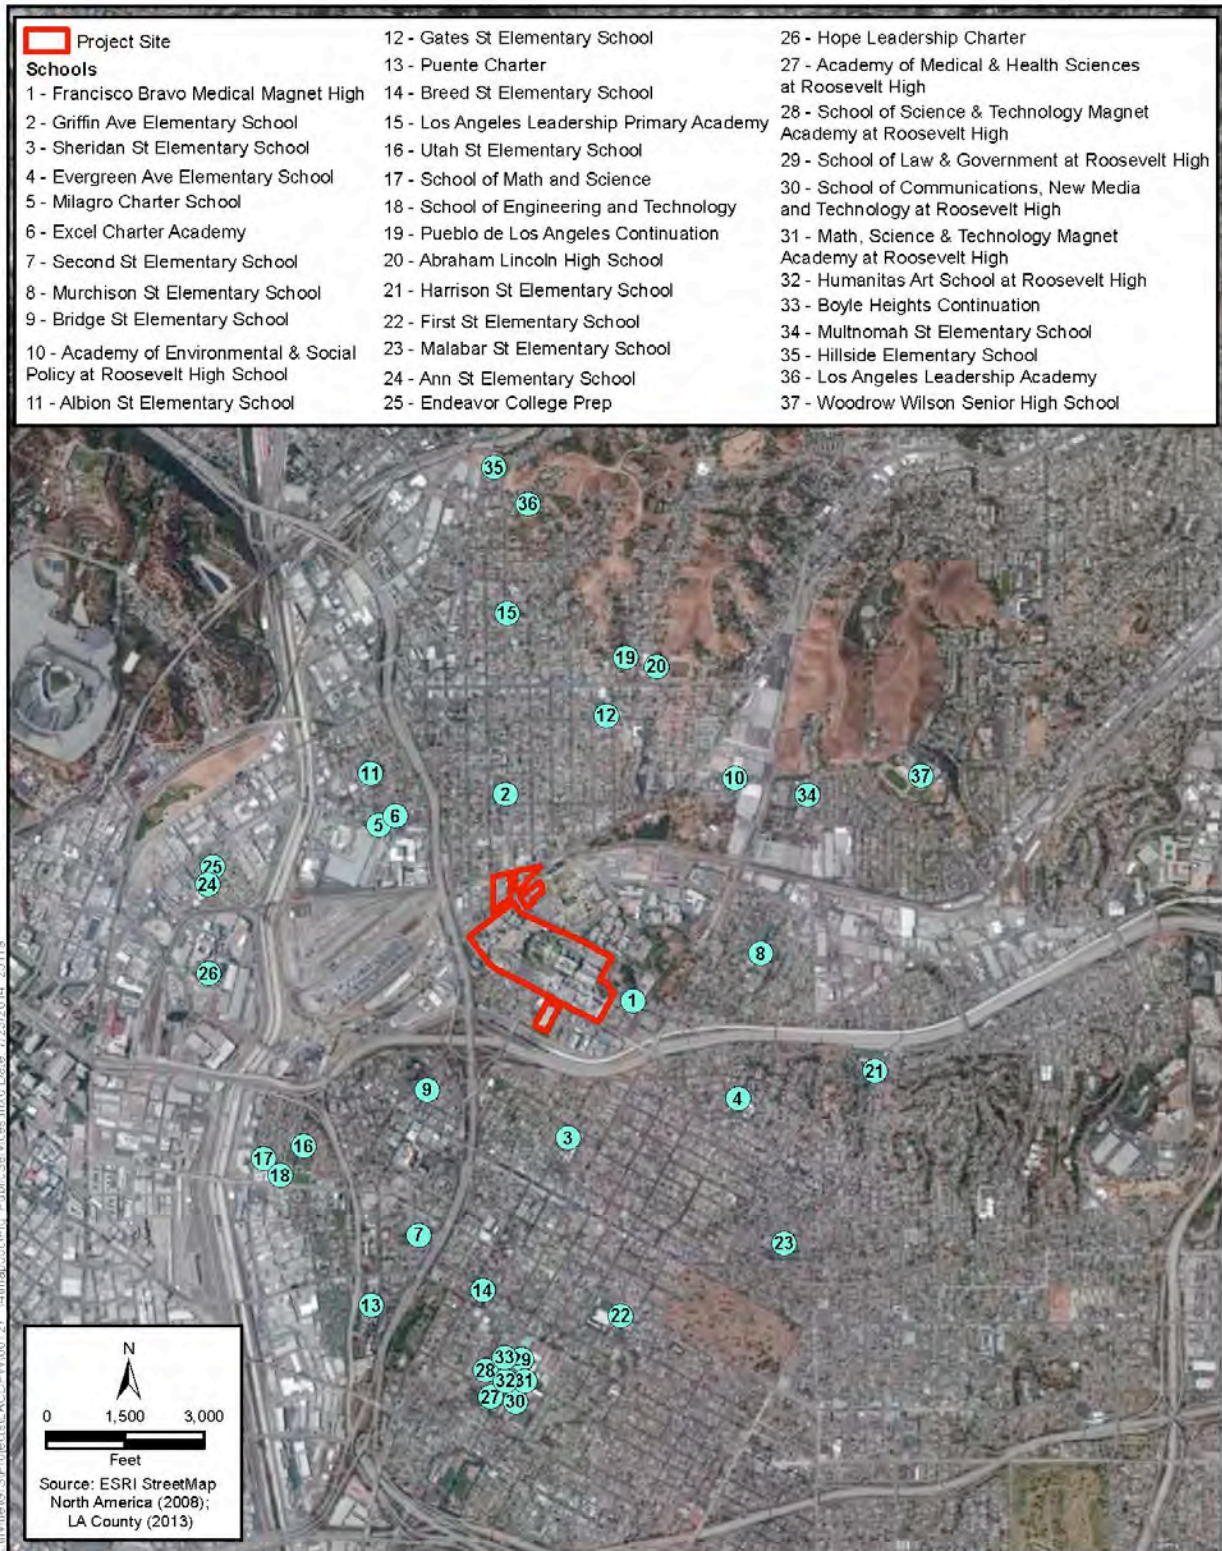 Project Site
Schools
1 - Francisco Bravo Medical Magnet High
2 - Griffin Ave Elementary School
3 - Sheridan St Elementary School
4 - Evergreen Ave Elementary School
5 - Milagro Charter School
6 - Excel Charter Academy
7 - Second St Elementary School
8 - Murchison St Elementary School
9 - Bridge St Elementary School
10 - Academy of Environmental & Social
Policy at Roosevelt High School
11 - Albion St Elementary School
12 - Gates St Elementary School
13 - Puente Charter
14 - Breed St Elementary School
15 - Los Angeles Leadership Primary Academy
16 - Utah St Elementary School
17 - School of Math and Science
18 - School of Engineering and Technology
19 - Pueblo de Los Angeles Continuation
20 - Abraham Lincoln High School
21 - Harrison St Elementary School
22 - First St Elementary School
23 - Malabar St Elementary School
24 - Ann St Elementary School
25 - Endeavor College Prep
26 - Hope Leadership Charter
27 - Academy of Medical & Health Sciences
at Roosevelt High
28 - School of Science & Technology Magnet
Academy at Roosevelt High
29 - School of Law & Government at Roosevelt High
30 - School of Communications, New Media
and Technology at Roosevelt High
31 - Math, Science & Technology Magnet
Academy at Roosevelt High
32 - Humanitas Art School at Roosevelt High
33 - Boyle Heights Continuation
34 - Multnomah St Elementary School
35 - Hillside Elementary School
36 - Los Angeles Leadership Academy
37 - Woodrow Wilson Senior High School
35
36
15
19
20
12
11
10
37
2
34
6
5
25
24
8
26
1
21
9
4
3
16
17
18
7
23
14
13
22
33
29
28
32
31
27
30
N
0 1,500 3,000
Feet
Source: ESRI StreetMap
North America (2008);
LA County (2013)